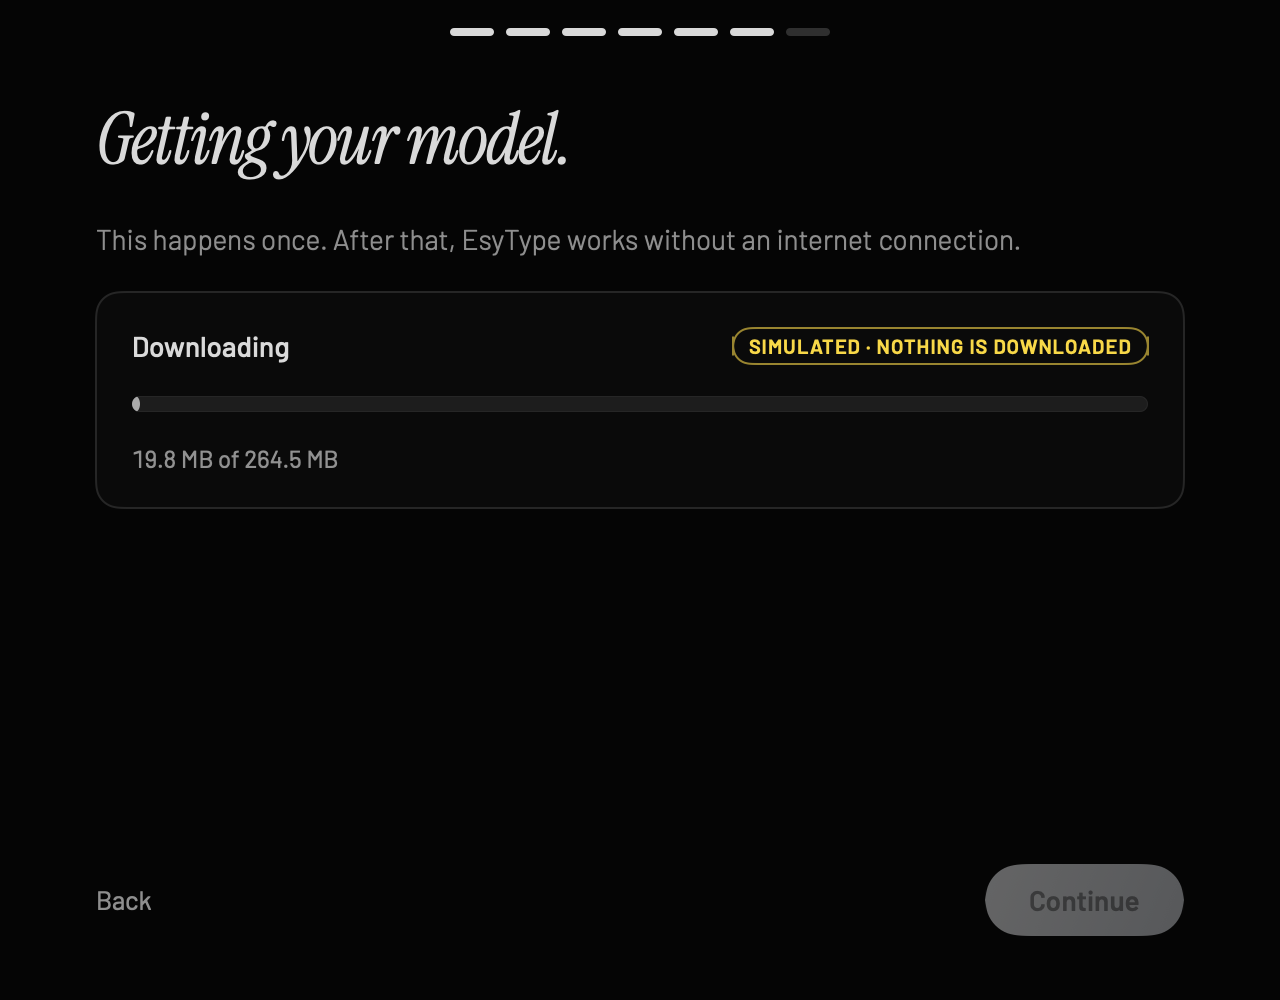 Getting your model.
This happens once. After that, EsyType works without an internet connection.
Downloading
SIMULATED · NOTHING IS DOWNLOADED
19.8 MB of 264.5 MB
Back
Continue